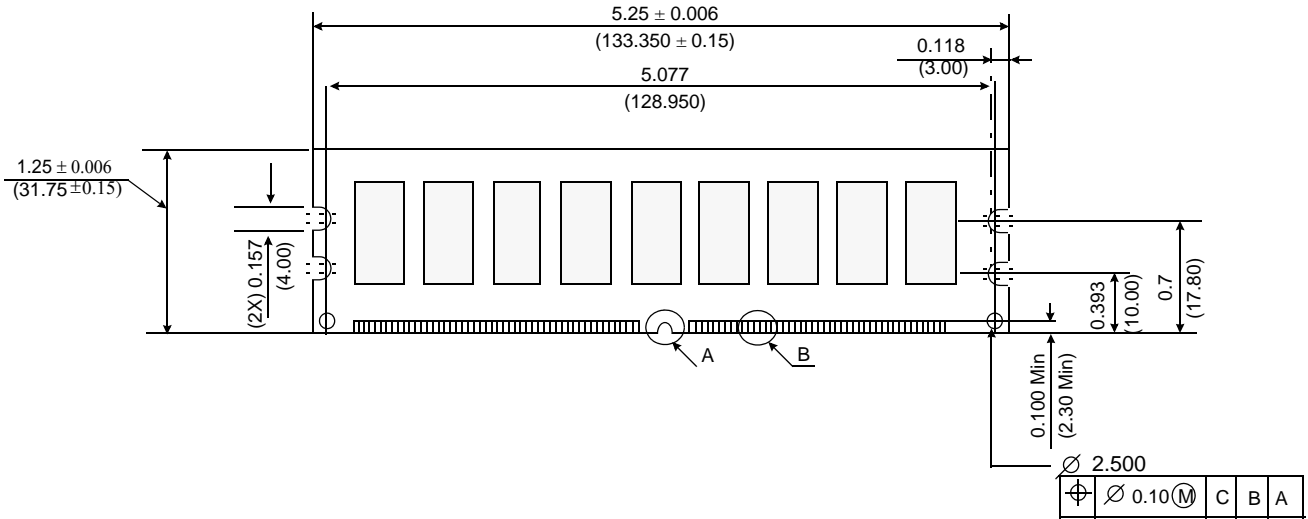 5.25 ± 0.006
(133.350 ± 0.15)
0.118
(3.00)
5.077
(128.950)
1.25 ± 0.006
(31.75 ±0.15)
(2X) 0.157
(4.00)
0.7
(17.80)
0.393
(10.00)
A
B
0.100 Min
(2.30 Min)
∅ 2.500
⌖ ∅ 0.10 Ⓜ C B A